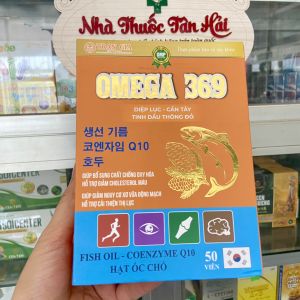 Nhà Thuốc Tân Hải
OMEGA 369
DIỆP LỤC - CẦN TÂY
TINH DẦU THÔNG ĐỎ
생선 기름
코엔자임 Q10
호두
GIÚP BỔ SUNG CHẤT CHỐNG OXY HÓA
HỖ TRỢ GIẢM CHOLESTEROL MÁU
GIÚP GIẢM NGUY CƠ XƠ VỮA ĐỘNG MẠCH
HỖ TRỢ CẢI THIỆN THỊ LỰC
FISH OIL - COENZYME Q10
HẠT ÓC CHÓ
50
VIÊN